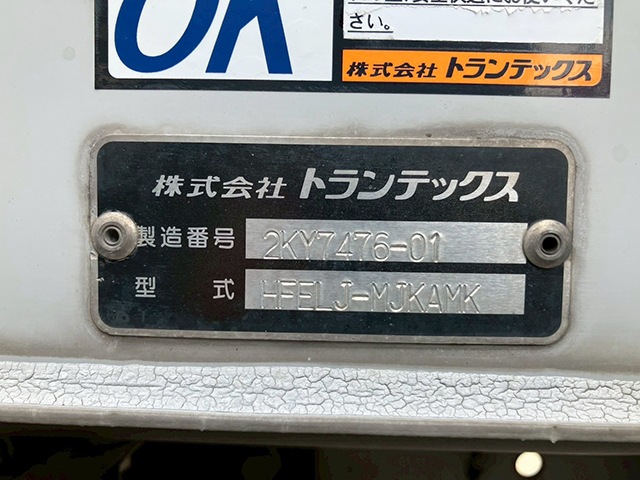 OK
さい。
株式会社 トランテックス
株式会社 トランテックス
製造番号 2KY7476-01
型式 HFELJ-MJKAMK